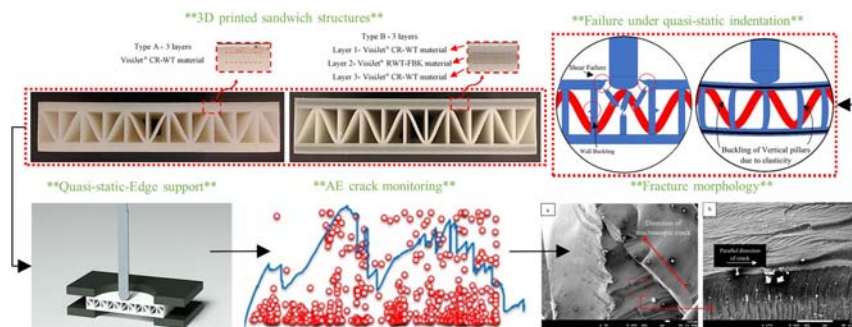 **3D printed sandwich structures**
**Failure under quasi-static indentation**
Type A - 3 layers
VisiJet® CR-WT material
Type B - 3 layers
Layer 1- VisiJet® CR-WT material
Layer 2- VisiJet® RWT-FBK material
Layer 3- VisiJet® CR-WT material
Shear Failure
Wall Buckling
Buckling of Vertical pillars
due to elasticity
**Quasi-static-Edge support**
**AE crack monitoring**
**Fracture morphology**
a
Direction of
macroscopic crack
b
Parallel direction
of crack